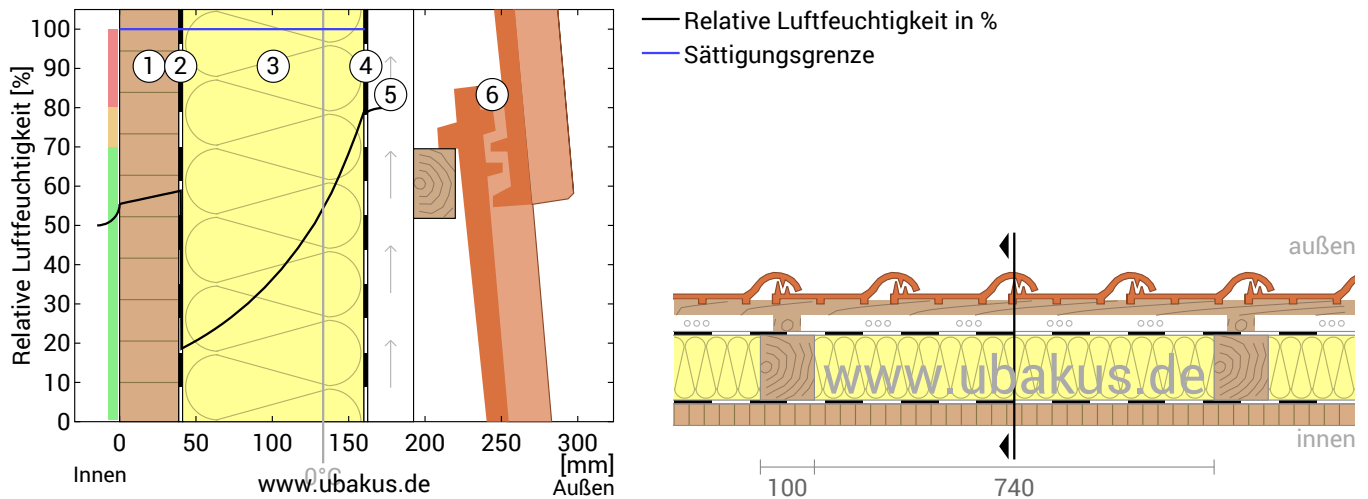 Relative Luftfeuchtigkeit [%]
100
90
80
70
60
50
40
30
20
10
0
1
2
3
4
5
6
0
50
100
150
200
250
300
[mm]
Innen
0°C
www.ubakus.de
Außen
Relative Luftfeuchtigkeit in %
Sättigungsgrenze
außen
www.ubakus.de
innen
100
740